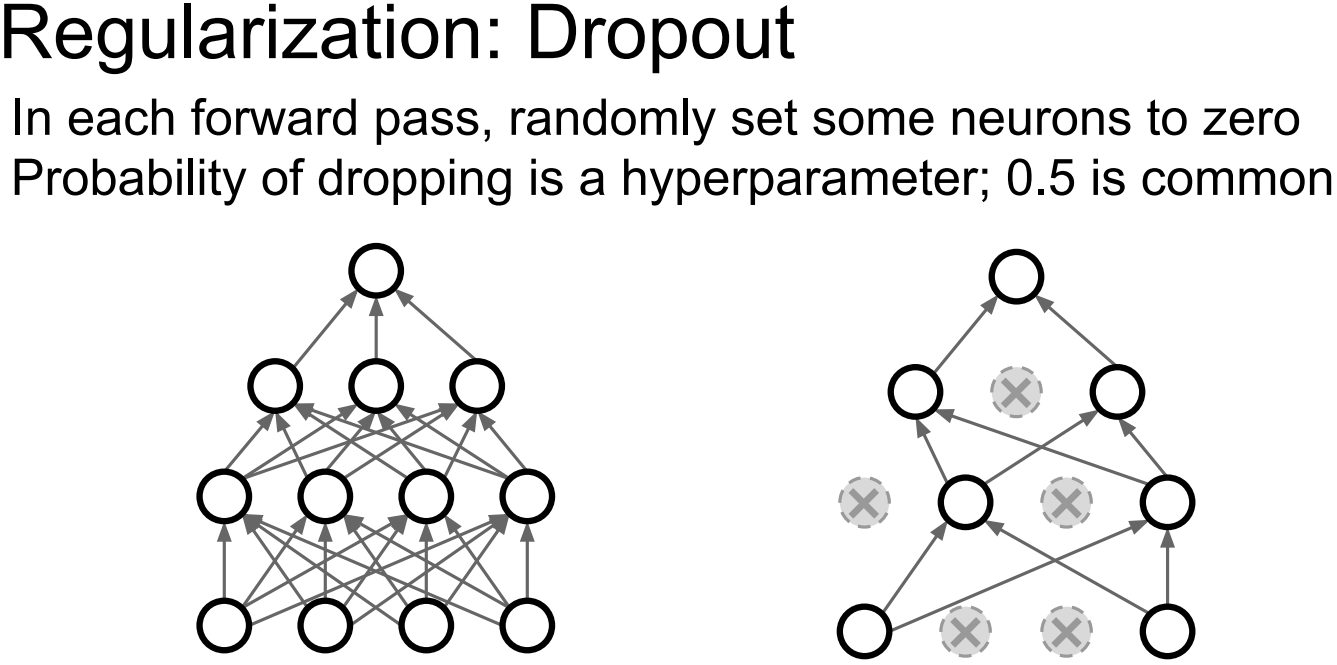 Regularization: Dropout
In each forward pass, randomly set some neurons to zero
Probability of dropping is a hyperparameter; 0.5 is common